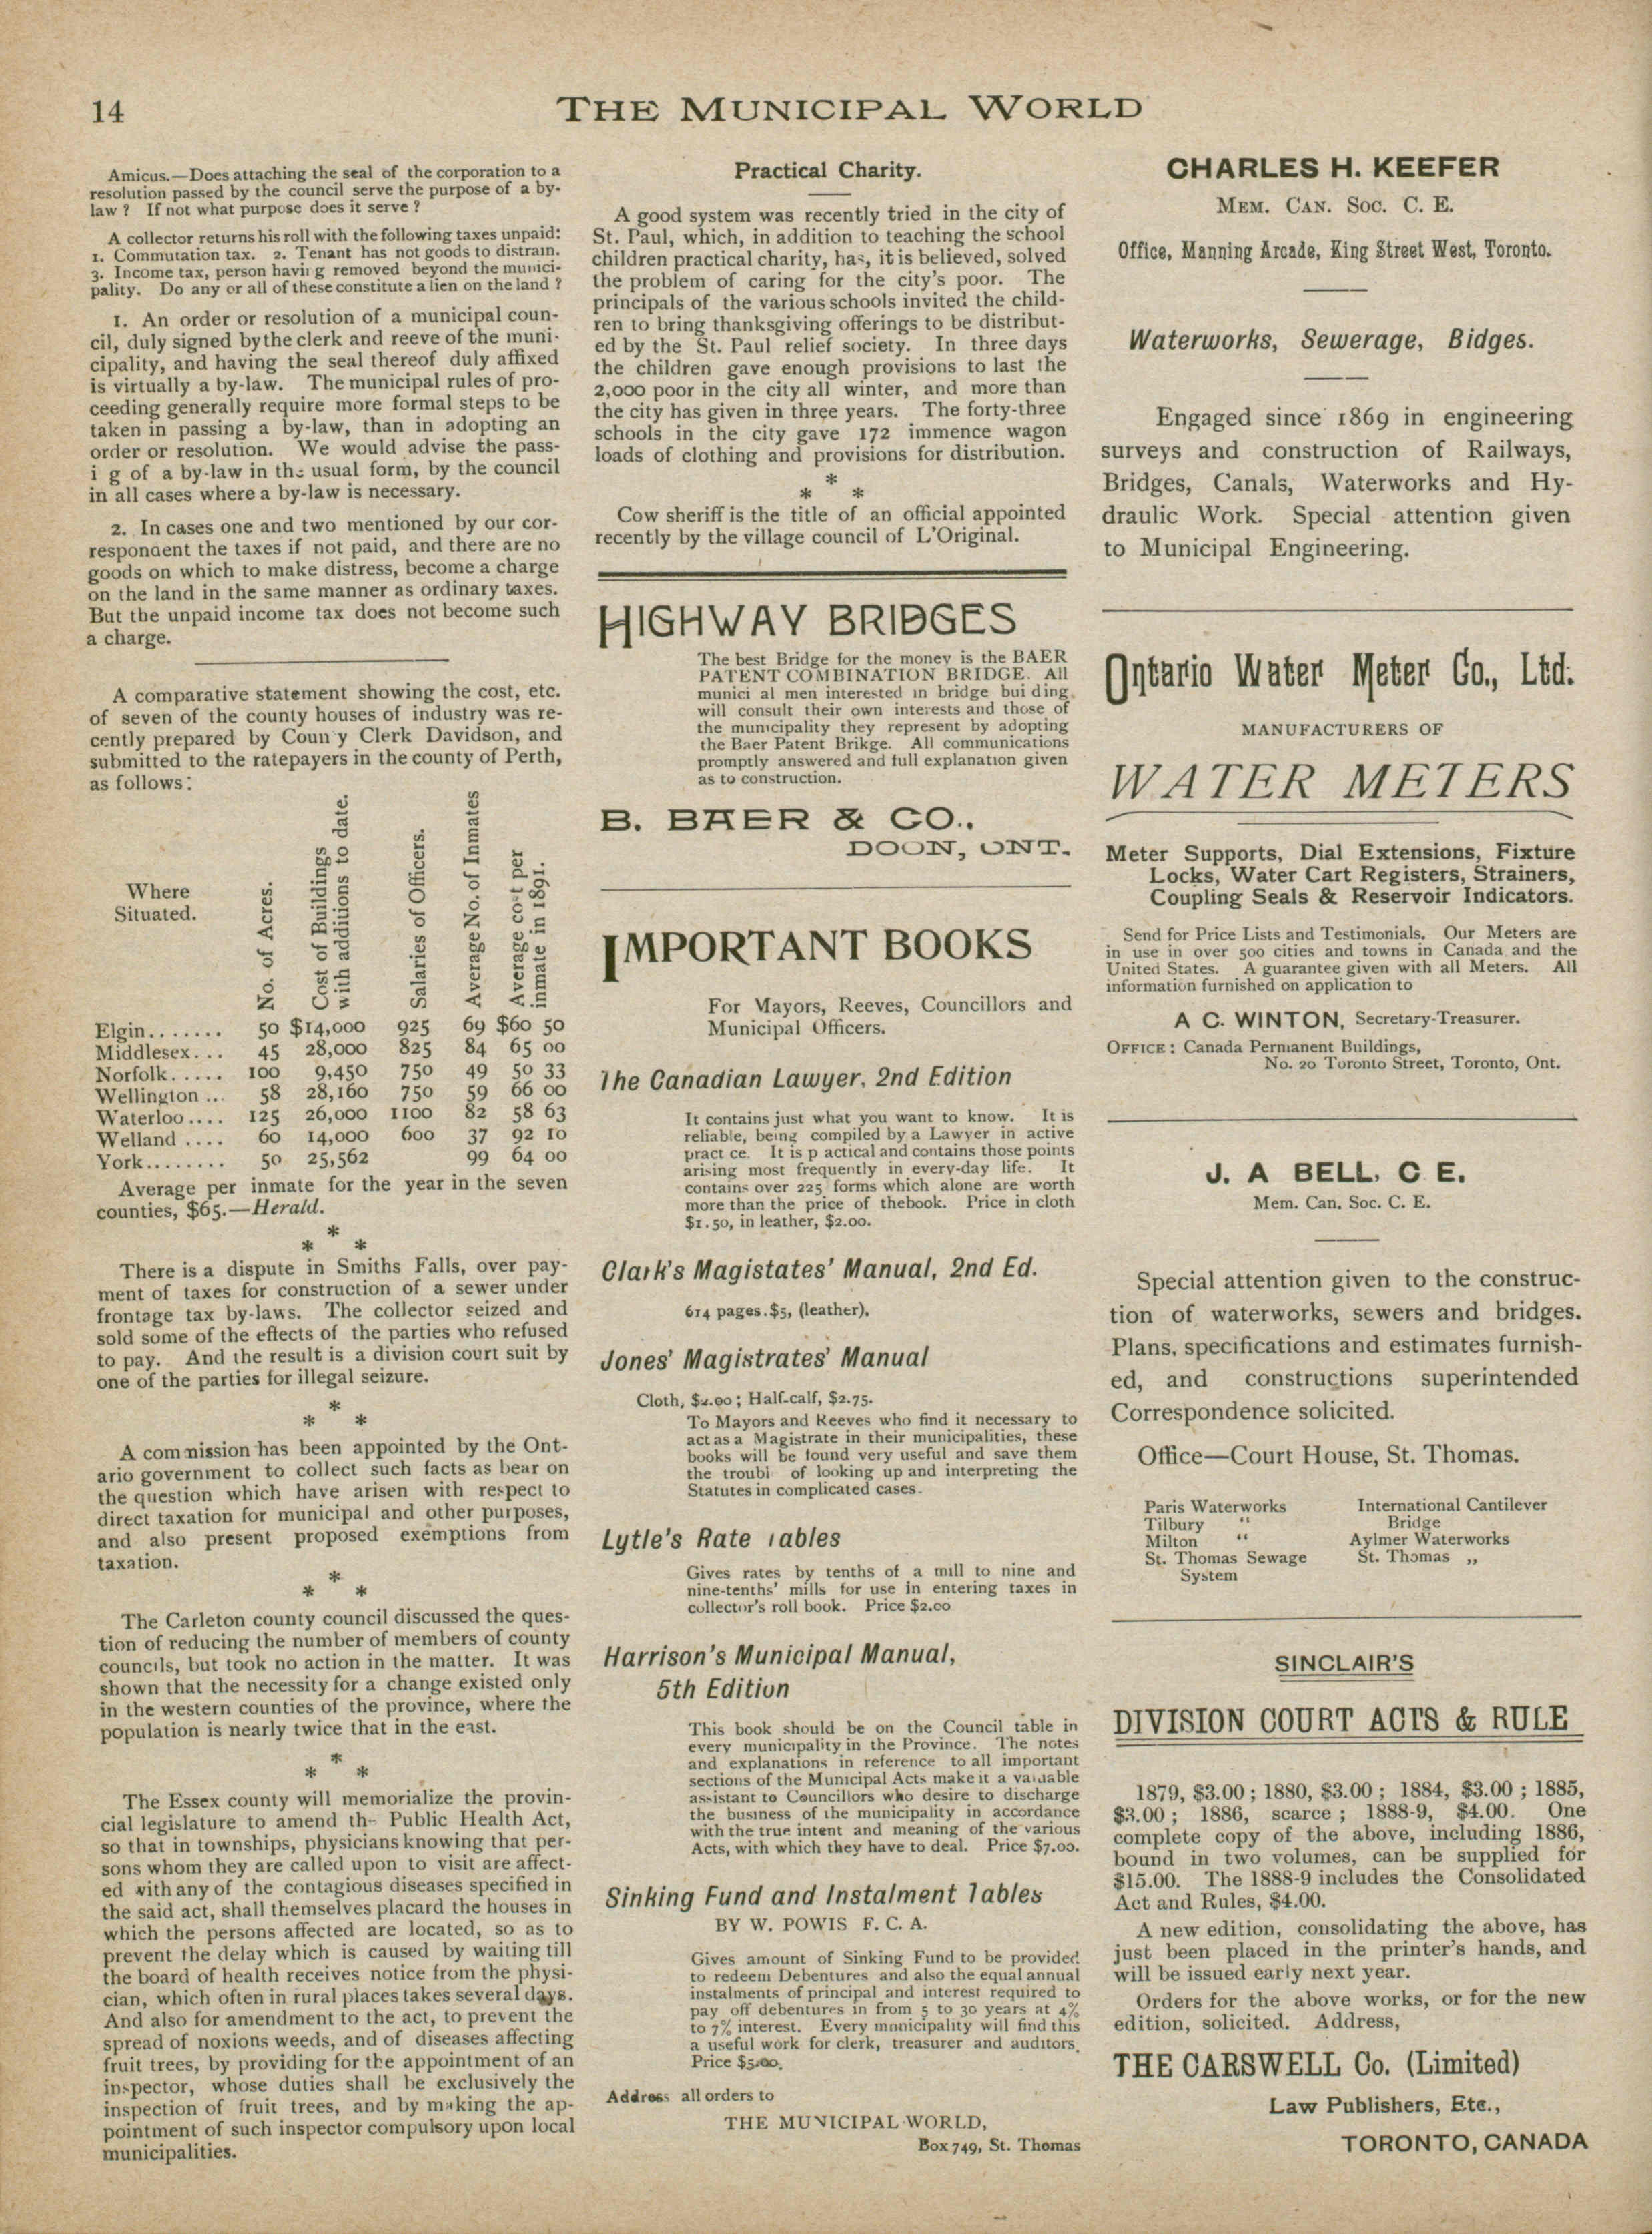 14
THE MUNICIPAL WORLD
Amicus.—Does attaching the seal of the corporation to a
resolution passed by the council serve the purpose of a by-
law ? If not what purpose does it serve ?
A collector returns his roll with the following taxes unpaid:
1. Commutation tax. 2. Tenant has not goods to distrain.
3. Income tax, person havii g removed beyond the munici-
pality. Do any or all of these constitute a lien on the land ?
1. An order or resolution of a municipal coun-
cil, duly signed by the clerk and reeve of the muni-
cipality, and having the seal thereof duly affixed
is virtually a by-law. The municipal rules of pro-
ceeding generally require more formal steps to be
taken in passing a by-law, than in adopting an
order or resolution. We would advise the pass-
i g of a by-law in the usual form, by the council
in all cases where a by-law is necessary.
2. In cases one and two mentioned by our cor-
respondent the taxes if not paid, and there are no
goods on which to make distress, become a charge
on the land in the same manner as ordinary taxes.
But the unpaid income tax does not become such
a charge.
A comparative statement showing the cost, etc.
of seven of the county houses of industry was re-
cently prepared by Coun y Clerk Davidson, and
submitted to the ratepayers in the county of Perth,
as follows:
Where
Situated.
No. of Acres.
Cost of Buildings
with additions to date.
Salaries of Officers.
Average No. of Inmates
Average co-t per
inmate in 1891.
Elgin....... 50 $14,000 925 69 $60 50
Middlesex... 45 28,000 825 84 65 00
Norfolk..... 100 9,450 750 49 50 33
Wellington ... 58 28,160 750 59 66 00
Waterloo.... 125 26,000 1100 82 58 63
Welland .... 60 14,000 600 37 92 10
York........ 50 25,562 99 64 00
Average per inmate for the year in the seven
counties, $65.—Herald.
*
* *
There is a dispute in Smiths Falls, over pay-
ment of taxes for construction of a sewer under
frontage tax by-laws. The collector seized and
sold some of the effects of the parties who refused
to pay. And the result is a division court suit by
one of the parties for illegal seizure.
*
* *
A commission has been appointed by the Ont-
ario government to collect such facts as bear on
the question which have arisen with respect to
direct taxation for municipal and other purposes,
and also present proposed exemptions from
taxation.
*
* *
The Carleton county council discussed the ques-
tion of reducing the number of members of county
councils, but took no action in the matter. It was
shown that the necessity for a change existed only
in the western counties of the province, where the
population is nearly twice that in the east.
*
* *
The Essex county will memorialize the provin-
cial legislature to amend th- Public Health Act,
so that in townships, physicians knowing that per-
sons whom they are called upon to visit are affect-
ed with any of the contagious diseases specified in
the said act, shall themselves placard the houses in
which the persons affected are located, so as to
prevent the delay which is caused by waiting till
the board of health receives notice from the physi-
cian, which often in rural places takes several days.
And also for amendment to the act, to prevent the
spread of noxions weeds, and of diseases affecting
fruit trees, by providing for the appointment of an
inspector, whose duties shall be exclusively the
inspection of fruit trees, and by making the ap-
pointment of such inspector compulsory upon local
municipalities.
Practical Charity.
A good system was recently tried in the city of
St. Paul, which, in addition to teaching the school
children practical charity, has, it is believed, solved
the problem of caring for the city's poor. The
principals of the various schools invited the child-
ren to bring thanksgiving offerings to be distribut-
ed by the St. Paul relief society. In three days
the children gave enough provisions to last the
2,000 poor in the city all winter, and more than
the city has given in three years. The forty-three
schools in the city gave 172 immence wagon
loads of clothing and provisions for distribution.
*
* *
Cow sheriff is the title of an official appointed
recently by the village council of L'Original.
HIGHWAY BRIDGES
The best Bridge for the money is the BAER
PATENT COMBINATION BRIDGE. All
munici al men interested in bridge bui ding
will consult their own interests and those of
the municipality they represent by adopting
the Baer Patent Brikge. All communications
promptly answered and full explanation given
as to construction.
B. BAER & CO.,
DOON, ONT.
IMPORTANT BOOKS
For Mayors, Reeves, Councillors and
Municipal Officers.
The Canadian Lawyer, 2nd Edition
It contains just what you want to know. It is
reliable, being compiled by a Lawyer in active
pract ce. It is p actical and contains those points
arising most frequently in every-day life. It
contains over 225 forms which alone are worth
more than the price of thebook. Price in cloth
$1.50, in leather, $2.00.
Clark's Magistates' Manual, 2nd Ed.
614 pages.$5, (leather).
Jones' Magistrates' Manual
Cloth, $2.00; Half-calf, $2.75.
To Mayors and Reeves who find it necessary to
act as a Magistrate in their municipalities, these
books will be found very useful and save them
the troubl of looking up and interpreting the
Statutes in complicated cases.
Lytle's Rate Tables
Gives rates by tenths of a mill to nine and
nine-tenths' mills for use in entering taxes in
collector's roll book. Price $2.00
Harrison's Municipal Manual,
5th Edition
This book should be on the Council table in
every municipality in the Province. The notes
and explanations in reference to all important
sections of the Municipal Acts make it a valuable
assistant to Councillors who desire to discharge
the business of the municipality in accordance
with the true intent and meaning of the various
Acts, with which they have to deal. Price $7.00.
Sinking Fund and Instalment Tables
BY W. POWIS F. C. A.
Gives amount of Sinking Fund to be provided
to redeem Debentures and also the equal annual
instalments of principal and interest required to
pay off debentures in from 5 to 30 years at 4%
to 7% interest. Every mnnicipality will find this
a useful work for clerk, treasurer and auditors.
Price $5.00.
Address all orders to
THE MUNICIPAL WORLD,
Box 749, St. Thomas
CHARLES H. KEEFER
MEM. CAN. SOC. C. E.
Office, Manning Arcade, King Street West, Toronto.
Waterworks, Sewerage, Bidges.
Engaged since 1869 in engineering
surveys and construction of Railways,
Bridges, Canals, Waterworks and Hy-
draulic Work. Special attention given
to Municipal Engineering.
Ontario Water Meter Co., Ltd.
MANUFACTURERS OF
WATER METERS
Meter Supports, Dial Extensions, Fixture
Locks, Water Cart Registers, Strainers,
Coupling Seals & Reservoir Indicators.
Send for Price Lists and Testimonials. Our Meters are
in use in over 500 cities and towns in Canada and the
United States. A guarantee given with all Meters. All
information furnished on application to
A C. WINTON, Secretary-Treasurer.
OFFICE: Canada Permanent Buildings,
No. 20 Toronto Street, Toronto, Ont.
J. A BELL, C E.
Mem. Can. Soc. C. E.
Special attention given to the construc-
tion of waterworks, sewers and bridges.
Plans, specifications and estimates furnish-
ed, and constructions superintended
Correspondence solicited.
Office—Court House, St. Thomas.
Paris Waterworks International Cantilever
Tilbury " Bridge
Milton " Aylmer Waterworks
St. Thomas Sewage St. Thomas ,,
System
SINCLAIR'S
DIVISION COURT ACTS & RULE
1879, $3.00; 1880, $3.00; 1884, $3.00; 1885,
$3.00; 1886, scarce; 1888-9, $4.00. One
complete copy of the above, including 1886,
bound in two volumes, can be supplied for
$15.00. The 1888-9 includes the Consolidated
Act and Rules, $4.00.
A new edition, consolidating the above, has
just been placed in the printer's hands, and
will be issued early next year.
Orders for the above works, or for the new
edition, solicited. Address,
THE CARSWELL Co. (Limited)
Law Publishers, Etc.,
TORONTO, CANADA